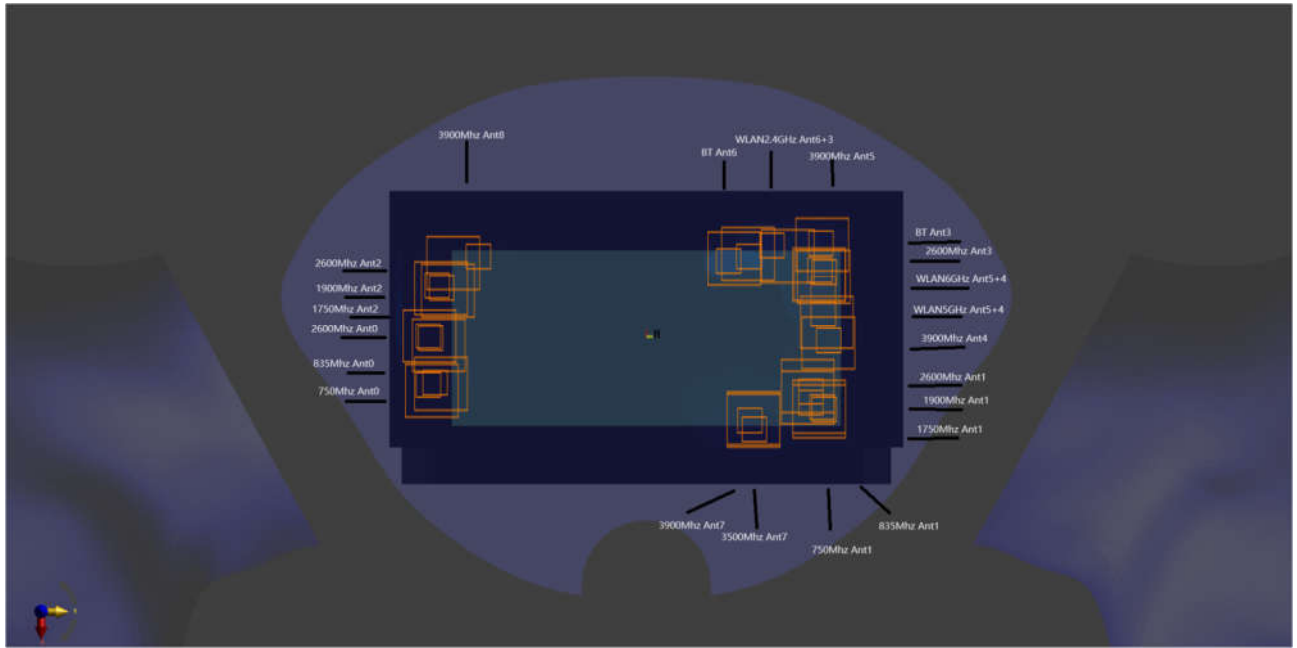 3900Mhz Ant8
WLAN2.4GHz Ant6+3
BT Ant6
3900Mhz Ant5
BT Ant3
2600Mhz Ant3
2600Mhz Ant2
WLAN6GHz Ant5+4
1900Mhz Ant2
1750Mhz Ant2
WLAN5GHz Ant5+4
2600Mhz Ant0
3900Mhz Ant4
835Mhz Ant0
2600Mhz Ant1
750Mhz Ant0
1900Mhz Ant1
1750Mhz Ant1
3900Mhz Ant7
835Mhz Ant1
3500Mhz Ant7
750Mhz Ant1